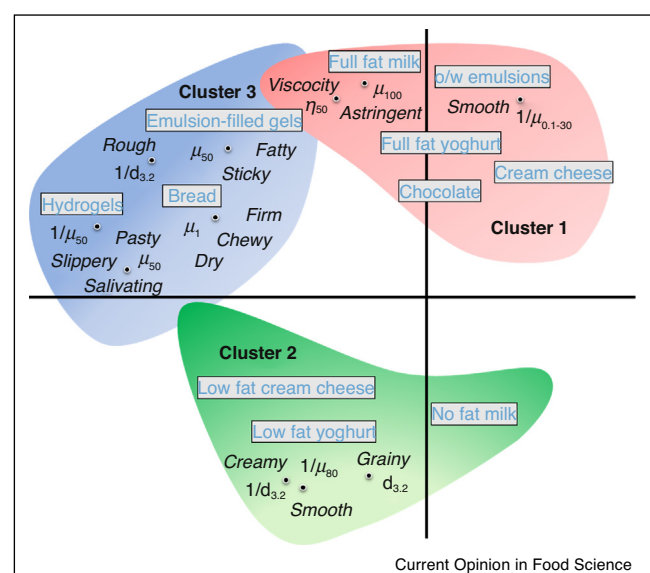 Full fat milk
o/w emulsions
Cluster 3
Viscocity
μ100
Smooth
η50
Astringent
1/μ0.1-30
Emulsion-filled gels
Rough
μ50
Fatty
Full fat yoghurt
1/d3.2
Sticky
Cream cheese
Hydrogels
Bread
Chocolate
1/μ50
Pasty
μ1
Firm
Chewy
Cluster 1
Slippery
μ50
Dry
Salivating
Cluster 2
Low fat cream cheese
No fat milk
Low fat yoghurt
Creamy
1/μ80
Grainy
1/d3.2
d3.2
Smooth
Current Opinion in Food Science